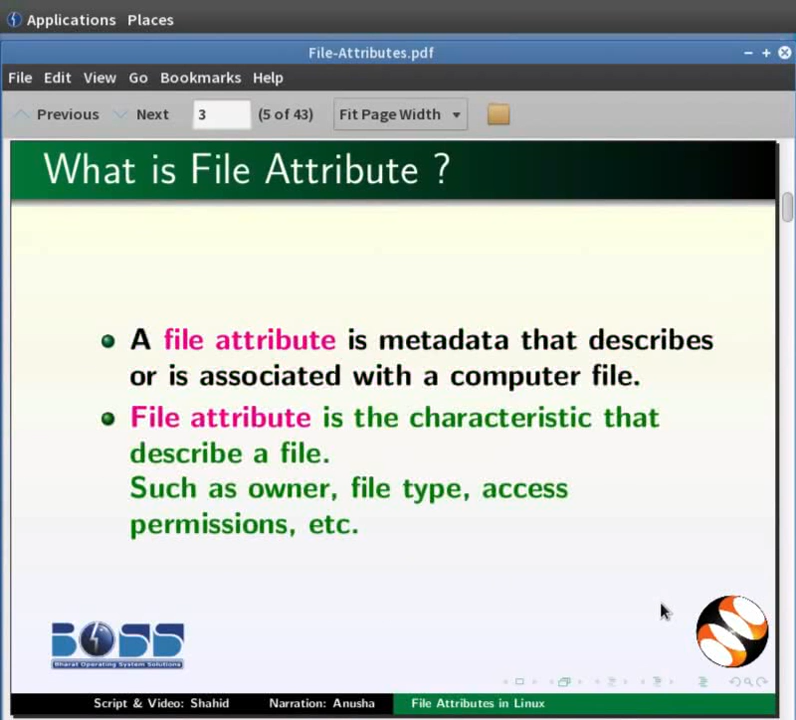 Applications Places
File-Attributes.pdf
File Edit View Go Bookmarks Help
Previous Next 3 (5 of 43) Fit Page Width
What is File Attribute ?
A file attribute is metadata that describes
or is associated with a computer file.
File attribute is the characteristic that
describe a file.
Such as owner, file type, access
permissions, etc.
BOSS
Bharat Operating System Solutions
Script & Video: Shahid Narration: Anusha File Attributes in Linux